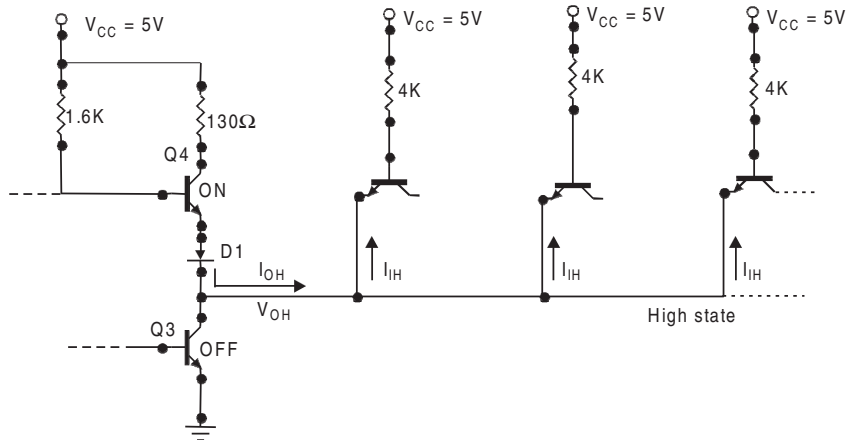 V_CC = 5V
V_CC = 5V
V_CC = 5V
V_CC = 5V
1.6K
130Ω
4K
4K
4K
Q4
ON
D1
I_OH
I_IH
I_IH
I_IH
V_OH
High state
Q3
OFF